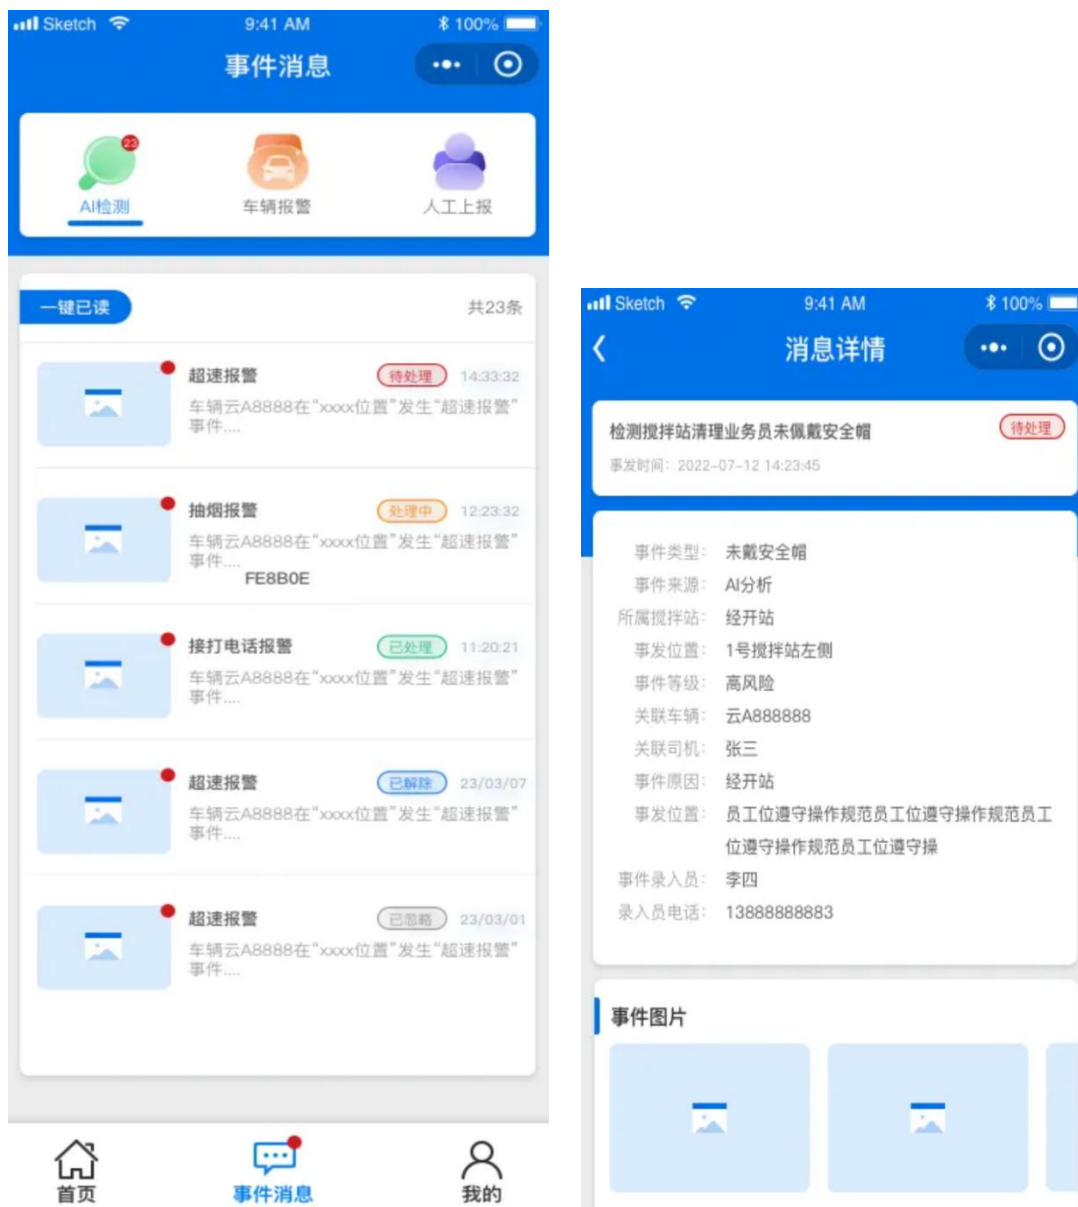 Sketch 9:41 AM 100%
事件消息
23
AI检测 车辆报警 人工上报
一键已读 共23条
超速报警 待处理 14:33:32
车辆云A8888在“xxxx位置”发生“超速报警”
事件....
抽烟报警 处理中 12:23:32
车辆云A8888在“xxxx位置”发生“超速报警”
事件....
FE8B0E
接打电话报警 已处理 11:20:21
车辆云A8888在“xxxx位置”发生“超速报警”
事件....
超速报警 已解除 23/03/07
车辆云A8888在“xxxx位置”发生“超速报警”
事件....
超速报警 已忽略 23/03/01
车辆云A8888在“xxxx位置”发生“超速报警”
事件....
首页 事件消息 我的
Sketch 9:41 AM 100%
消息详情
检测搅拌站清理业务员未佩戴安全帽 待处理
事发时间：2022-07-12 14:23:45
事件类型： 未戴安全帽
事件来源： AI分析
所属搅拌站： 经开站
事发位置： 1号搅拌站左侧
事件等级： 高风险
关联车辆： 云A888888
关联司机： 张三
事件原因： 经开站
事发位置： 员工位遵守操作规范员工位遵守操作规范员工
位遵守操作规范员工位遵守操
事件录入员： 李四
录入员电话： 13888888883
事件图片